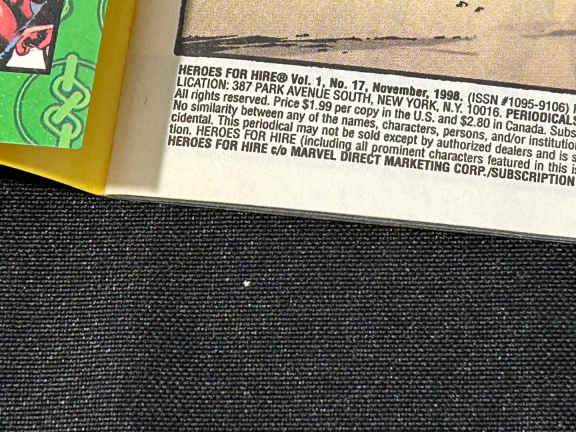 HEROES FOR HIRE® Vol. 1, No. 17, November, 1998. (ISSN #1095-9106)
LICATION: 387 PARK AVENUE SOUTH, NEW YORK, N.Y. 10016. PERIODICALS
All rights reserved. Price $1.99 per copy in the U.S. and $2.80 in Canada. Subs
No similarity between any of the names, characters, persons, and/or institution
cidental. This periodical may not be sold except by authorized dealers and is s
tion. HEROES FOR HIRE (including all prominent characters featured in this is
HEROES FOR HIRE c/o MARVEL DIRECT MARKETING CORP./SUBSCRIPTION